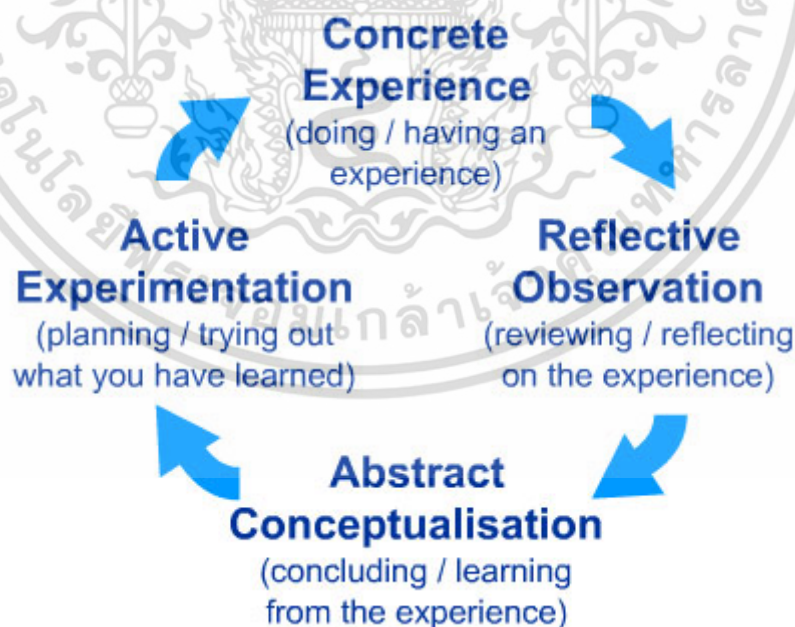 Concrete
Experience
(doing / having an
experience)
Reflective
Observation
(reviewing / reflecting
on the experience)
Abstract
Conceptualisation
(concluding / learning
from the experience)
Active
Experimentation
(planning / trying out
what you have learned)